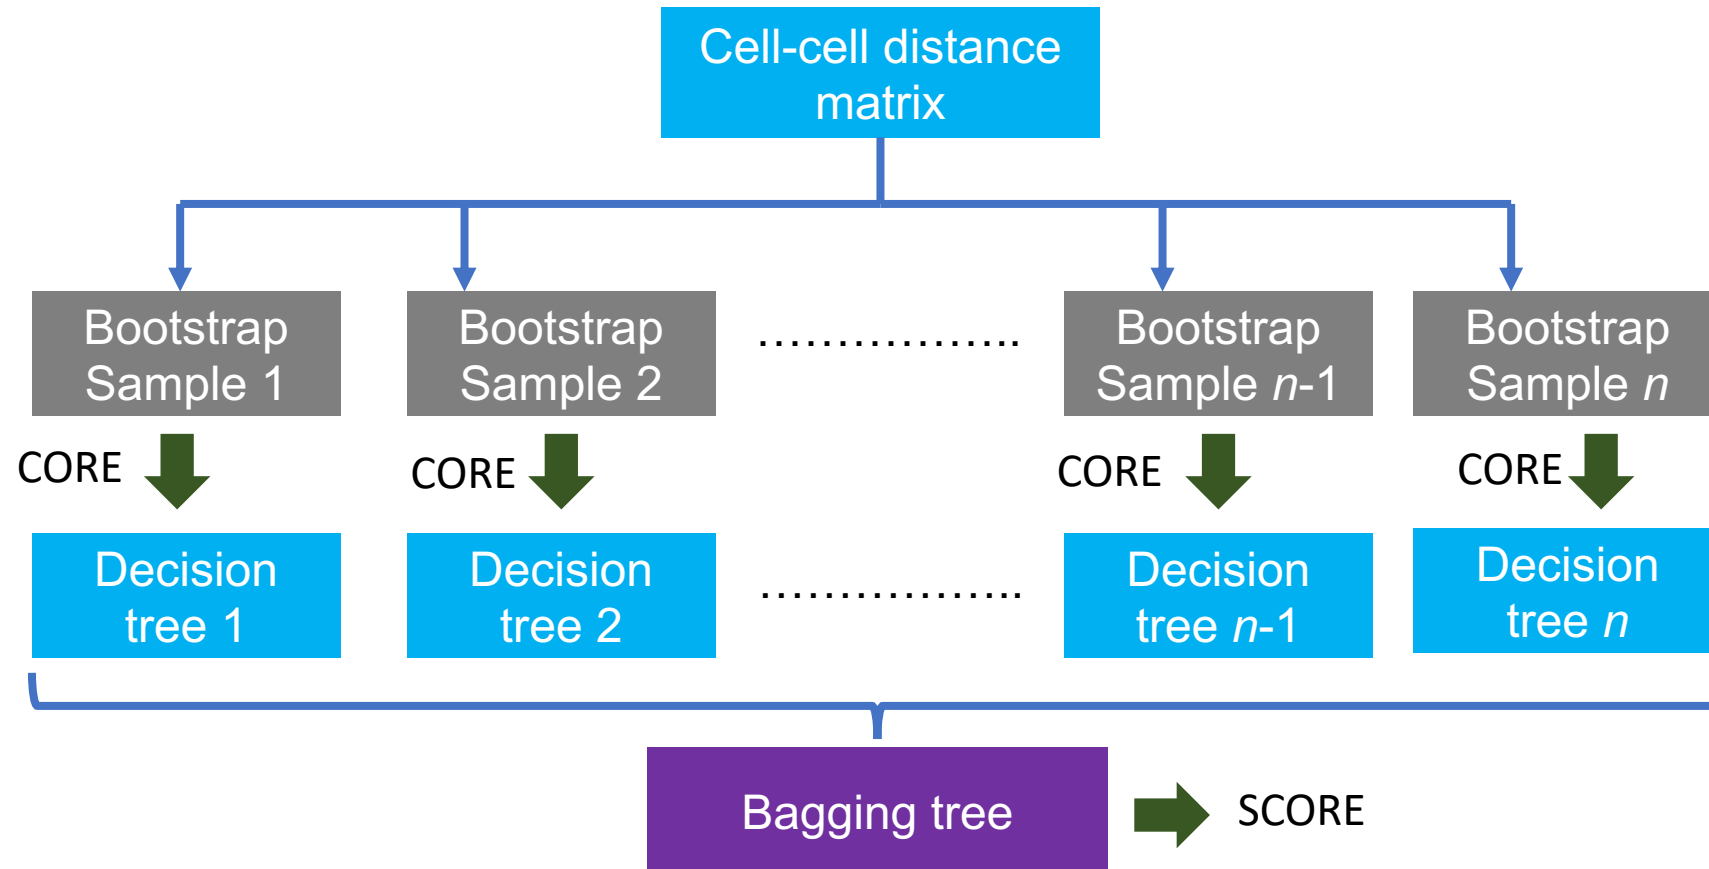 Cell-cell distance
matrix
Bootstrap
Sample 1
Bootstrap
Sample 2
.................
Bootstrap
Sample n-1
Bootstrap
Sample n
CORE
CORE
CORE
CORE
Decision
tree 1
Decision
tree 2
.................
Decision
tree n-1
Decision
tree n
Bagging tree
SCORE